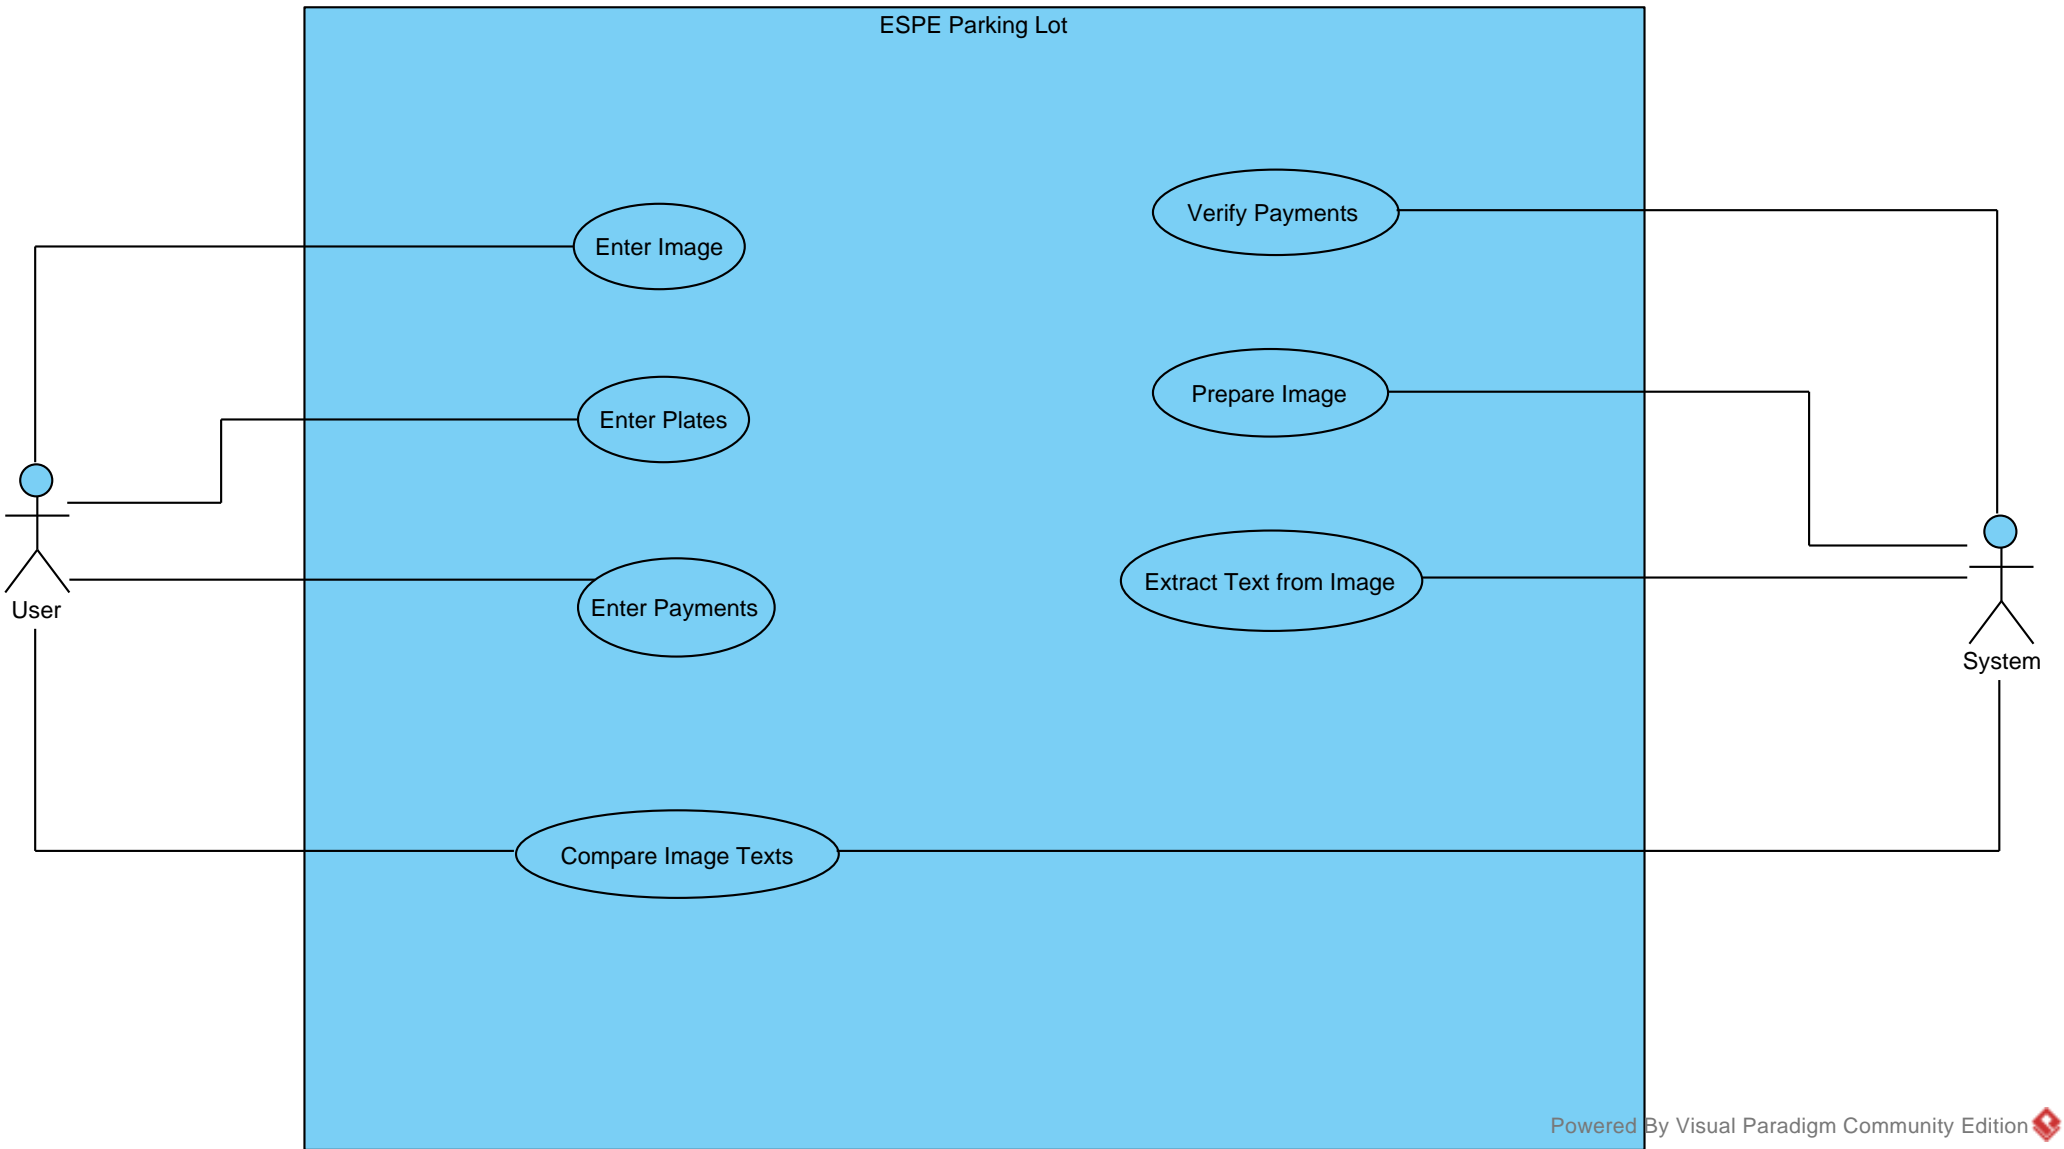 ESPE Parking Lot
Verify Payments
Enter Image
Prepare Image
Enter Plates
Extract Text from Image
Enter Payments
User
System
Compare Image Texts
Powered By Visual Paradigm Community Edition